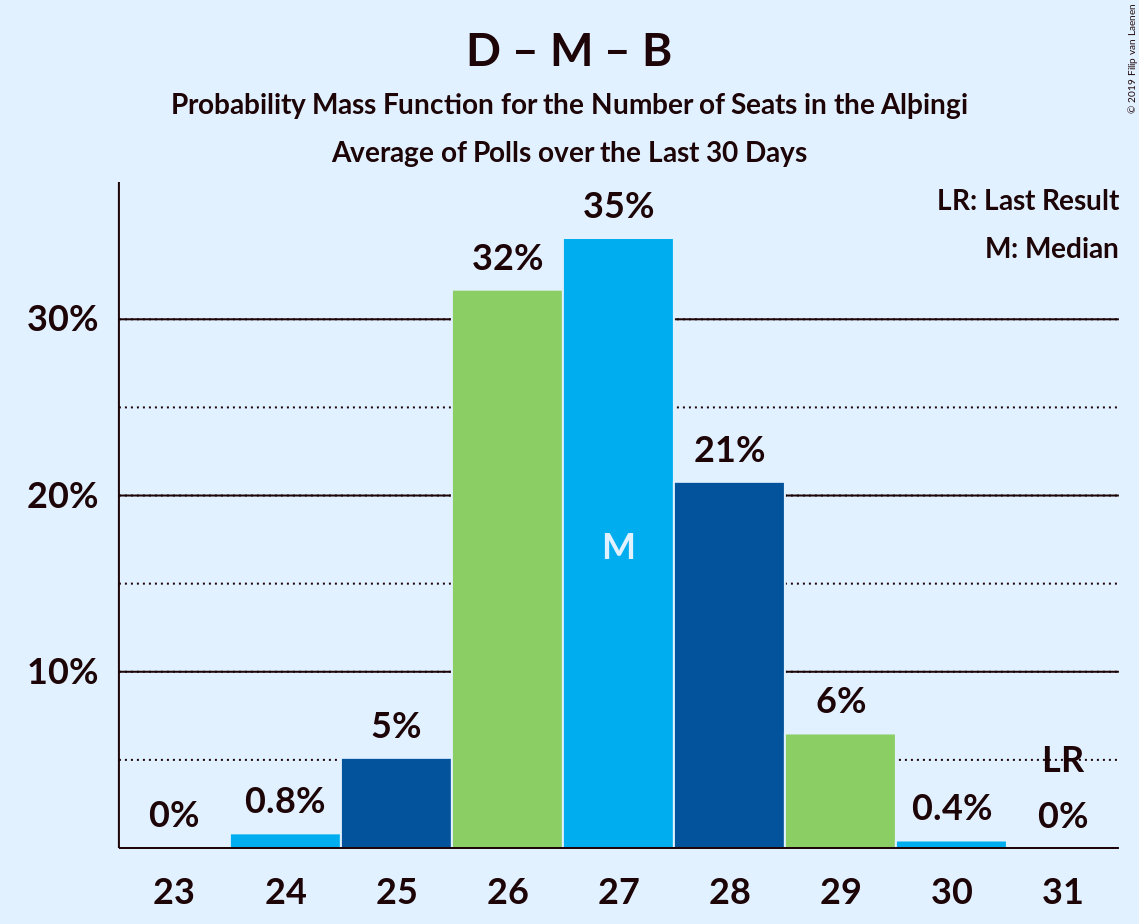 D – M – B
Probability Mass Function for the Number of Seats in the Alþingi
Average of Polls over the Last 30 Days
© 2019 Filip van Laenen
LR: Last Result
M: Median
35%
32%
30%
21%
20%
M
10%
6%
5%
LR
0.8%
0.4%
0%
0%
23 24 25 26 27 28 29 30 31